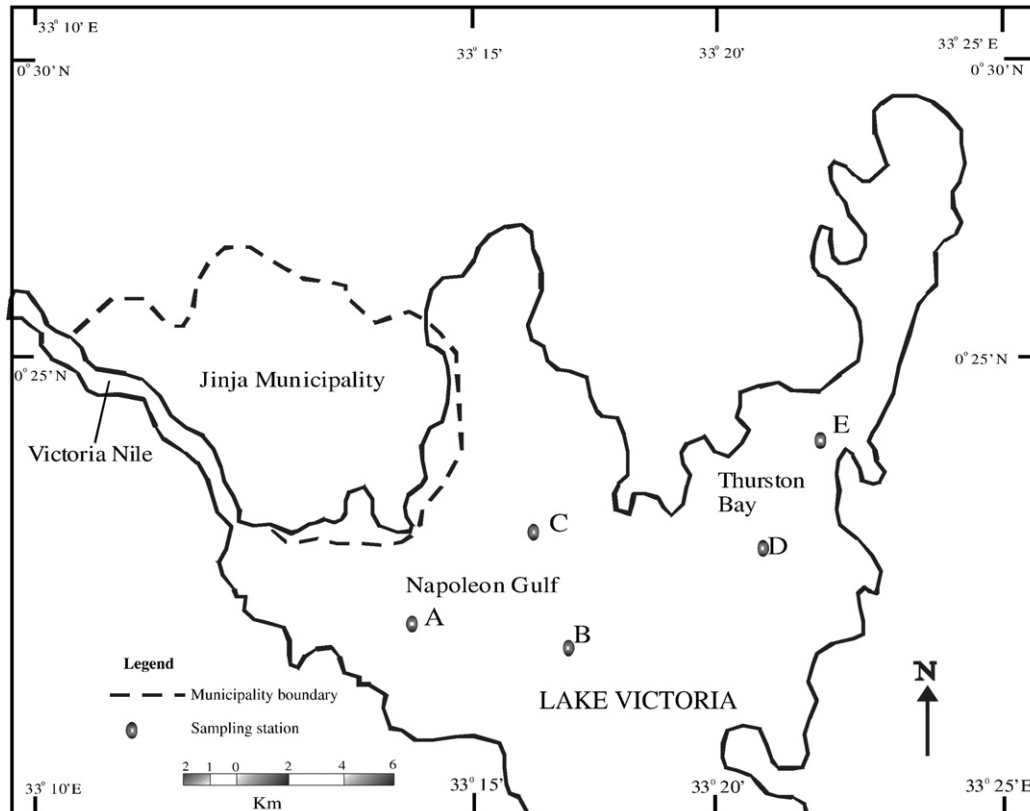 33° 10' E
33° 15'
33° 20'
33° 25' E
0° 30' N
0° 30' N
0° 25' N
0° 25' N
Jinja Municipality
Victoria Nile
E
Thurston
Bay
C
D
Napoleon Gulf
A
B
LAKE VICTORIA
Legend
Municipality boundary
Sampling station
N
2 1 0 2 4 6
Km
33° 10' E
33° 15'
33° 20'
33° 25' E